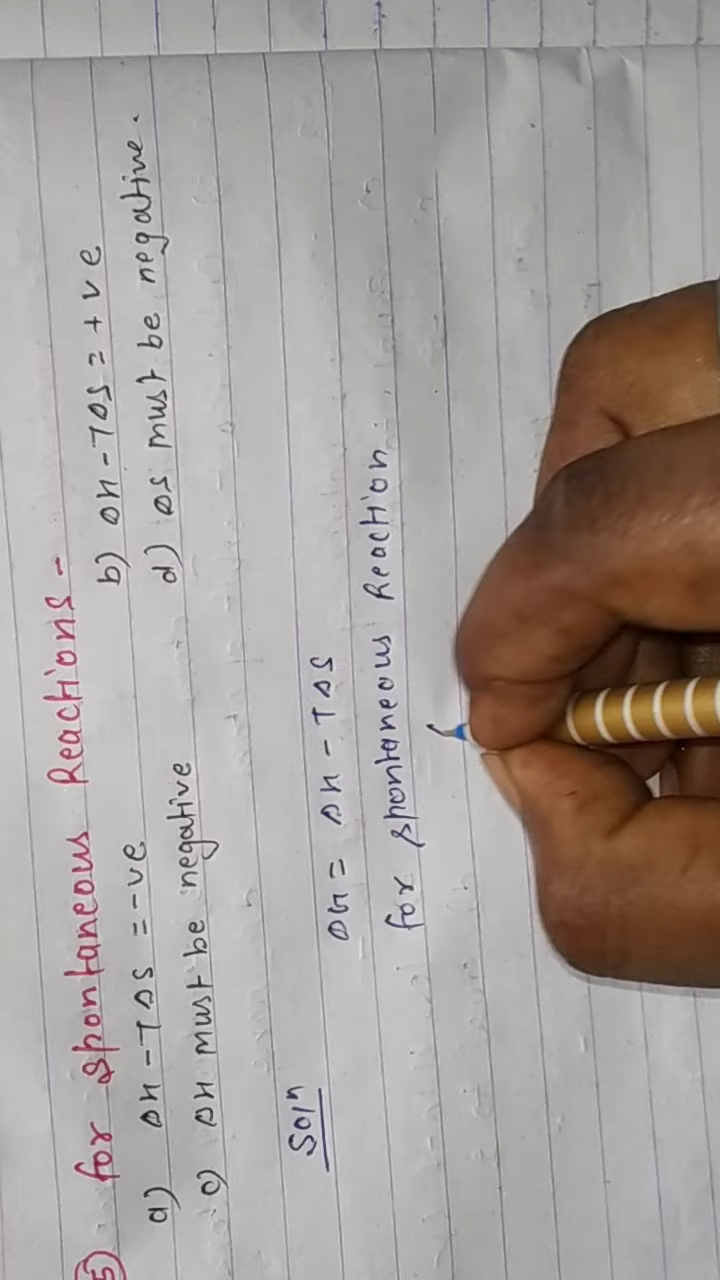 5) for spontaneous Reactions -
a) ΔH - TΔS = -ve b) ΔH - TΔS = +ve
c) ΔH must be negative d) ΔS must be negative.
Soln
ΔG = ΔH - TΔS
for spontaneous Reaction